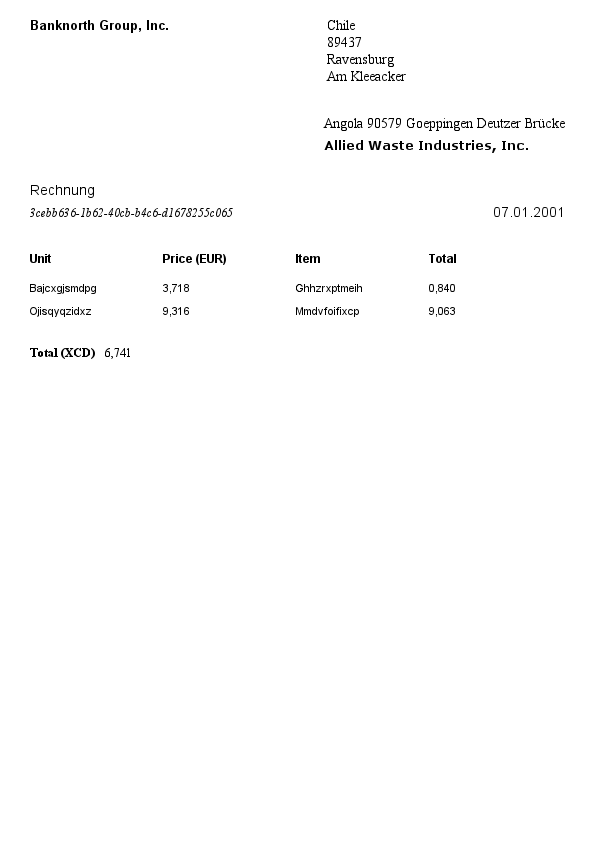 Banknorth Group, Inc.
Chile
89437
Ravensburg
Am Kleeacker
Angola 90579 Goeppingen Deutzer Brücke
Allied Waste Industries, Inc.
Rechnung
3cebb636-1b62-40cb-b4c6-d1678255c065 07.01.2001
Unit Price (EUR) Item Total
Bajcxgjsmdpg 3,718 Ghhzrxptmeih 0,840
Ojisqyqzidxz 9,316 Mmdvfoifixcp 9,063
Total (XCD) 6,741